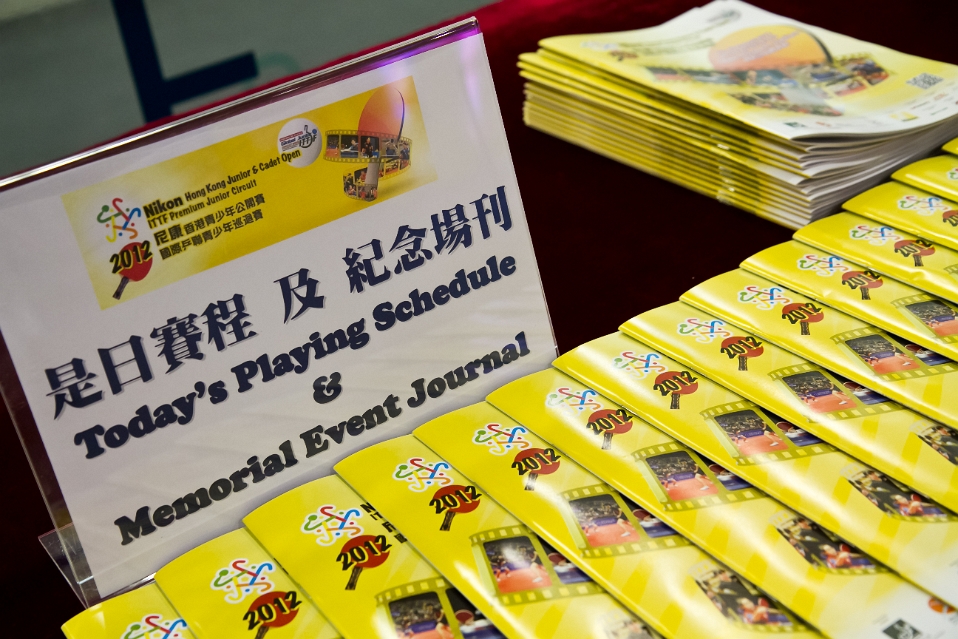 Nikon Hong Kong Junior & Cadet Open
ITTF Premium Junior Circuit
尼康香港青少年公開賽
國際乒聯青少年巡迴賽
2012
是日賽程 及 紀念場刊
Today's Playing Schedule
&
Memorial Event Journal
2012
2012
2012
2012
2012
2012
2012
2012
2012
2012
2012